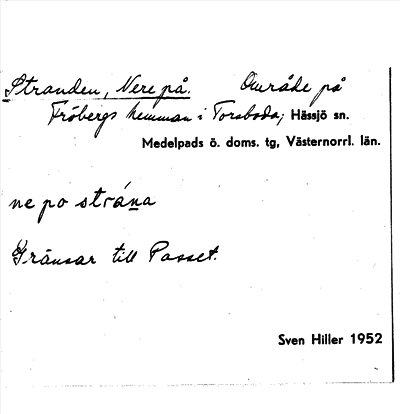 Stranden, Nere på. Område på
Fröbergs hemman i Torsboda; Hässjö sn.
Medelpads ö. doms. tg, Västernorrl. län.
ne po strána
Gränsar till Passet.
Sven Hiller 1952